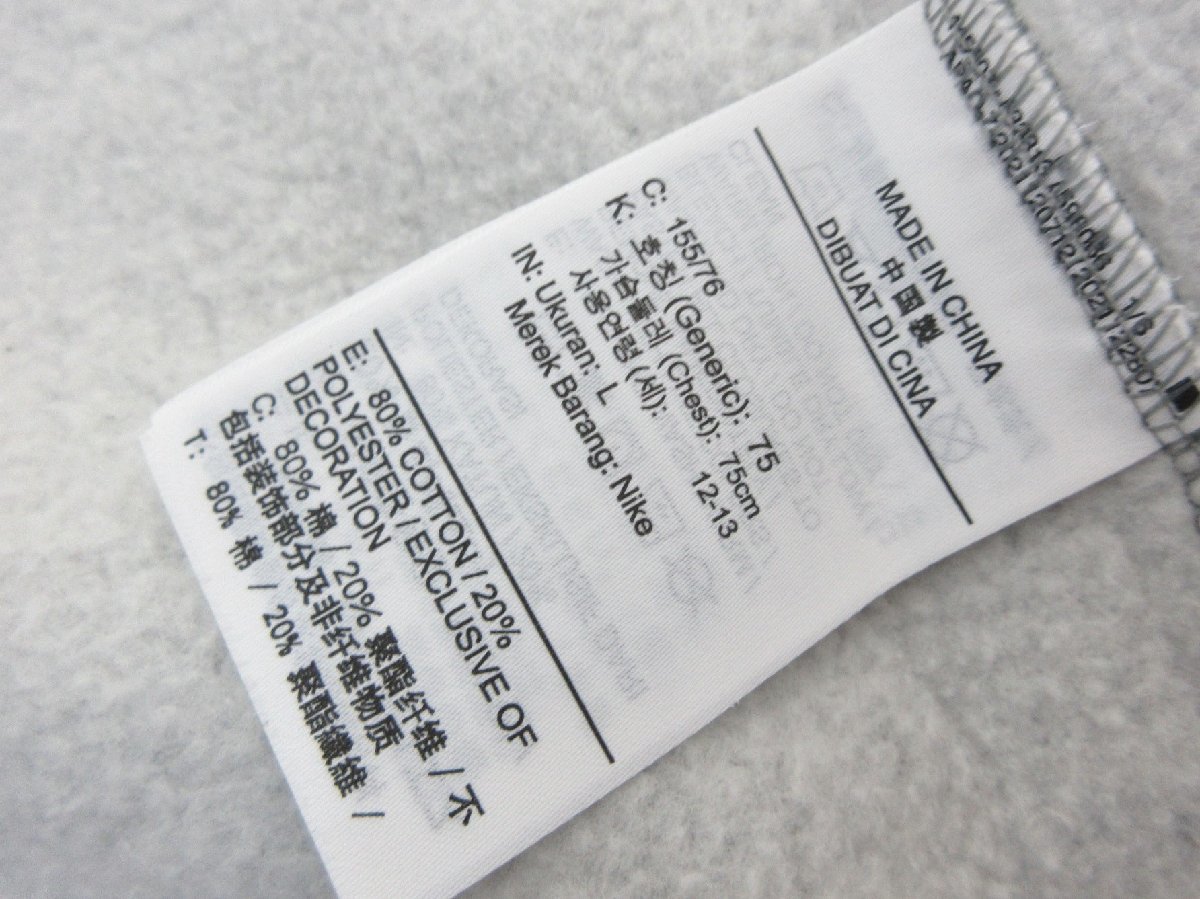 1/6
MADE IN CHINA
中國製
DIBUAT DI CINA
C: 155/76
K: 호칭 (Generic): 75
가슴둘레 (Chest): 75cm
사용연령 (세): 12-13
IN: Ukuran: L
Merek Barang: Nike
E: 80% COTTON / 20%
POLYESTER / EXCLUSIVE OF
DECORATION
C: 80% 棉 / 20% 聚酯纤维 / 不
包括装饰部分及非纤维物质
T: 80% 棉 / 20% 聚酯纖維 /